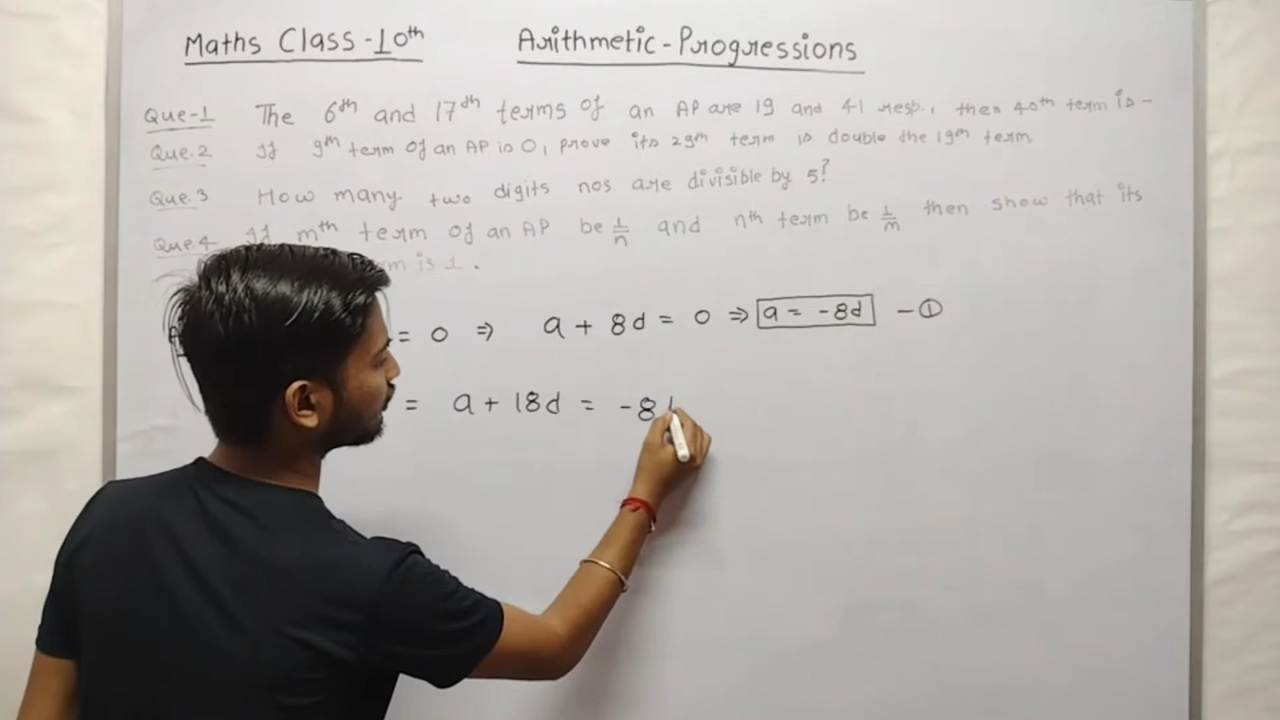 Maths Class-10th Arithmetic-Progressions
Que-1 The 6th and 17th terms of an AP are 19 and 41 resp., then 40th term is -
Que.2 If 9th term of an AP is 0, prove its 29th term is double the 19th term
Que.3 How many two digits nos are divisible by 5?
Que.4 If mth term of an AP be 1/n and nth term be 1/m then show that its
is 1.
= 0 ⇒ a + 8d = 0 ⇒ a = -8d - ①
= a + 18d = -8